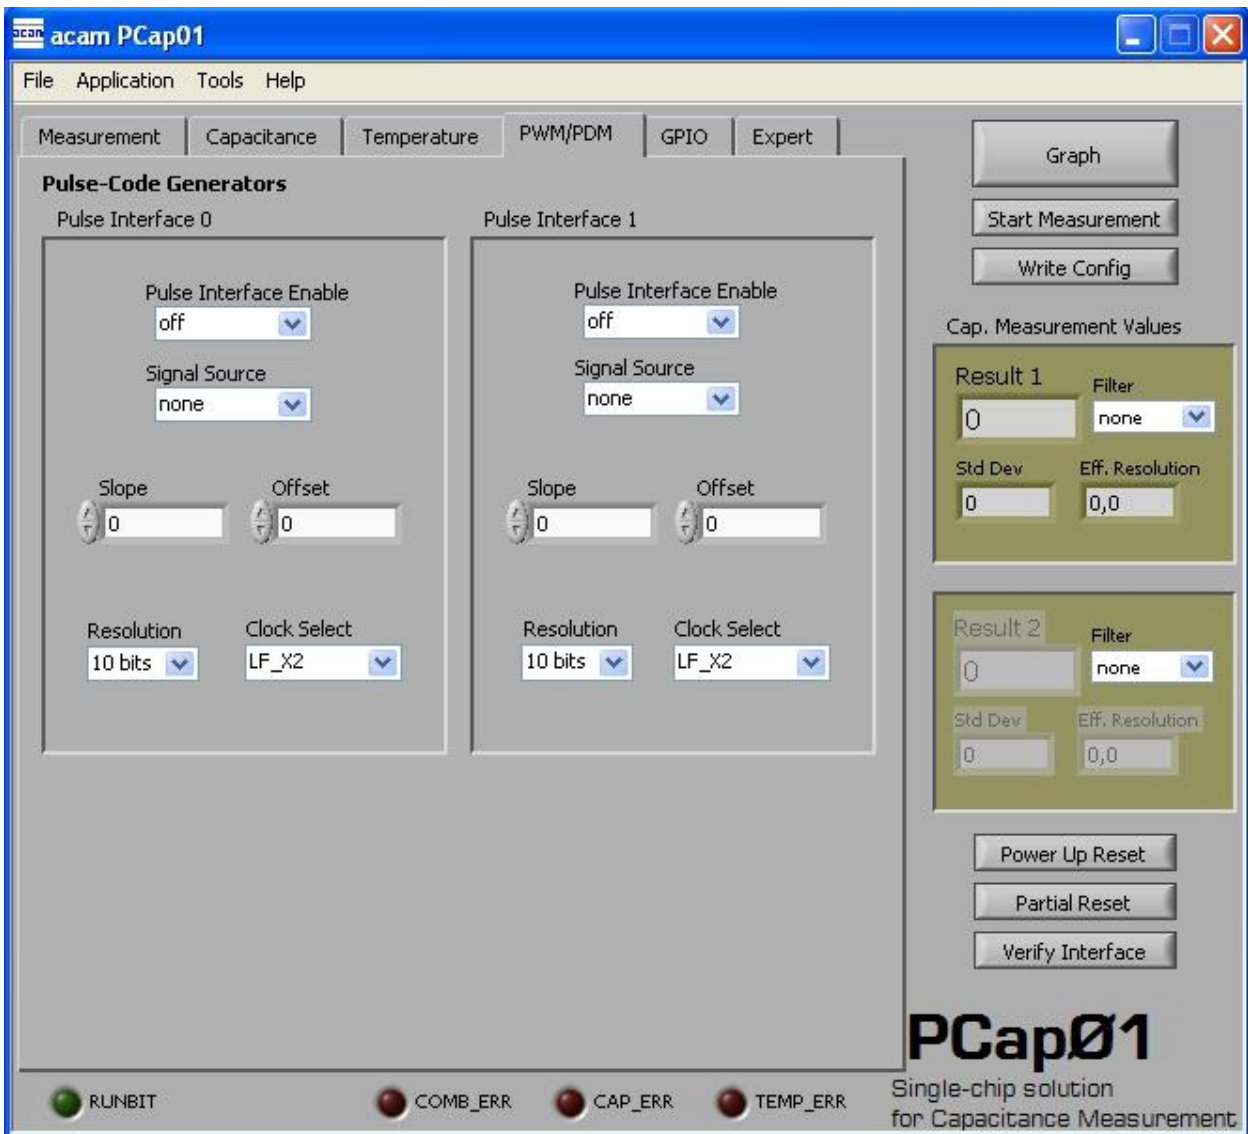 acam acam PCap01
File Application Tools Help
Measurement Capacitance Temperature PWM/PDM GPIO Expert
Pulse-Code Generators
Pulse Interface 0
Pulse Interface Enable
off
Signal Source
none
Slope Offset
0 0
Resolution Clock Select
10 bits LF_X2
Pulse Interface 1
Pulse Interface Enable
off
Signal Source
none
Slope Offset
0 0
Resolution Clock Select
10 bits LF_X2
Graph
Start Measurement
Write Config
Cap. Measurement Values
Result 1 Filter
0 none
Std Dev Eff. Resolution
0 0,0
Result 2 Filter
0 none
Std Dev Eff. Resolution
0 0,0
Power Up Reset
Partial Reset
Verify Interface
PCapØ1
Single-chip solution
for Capacitance Measurement
RUNBIT COMB_ERR CAP_ERR TEMP_ERR